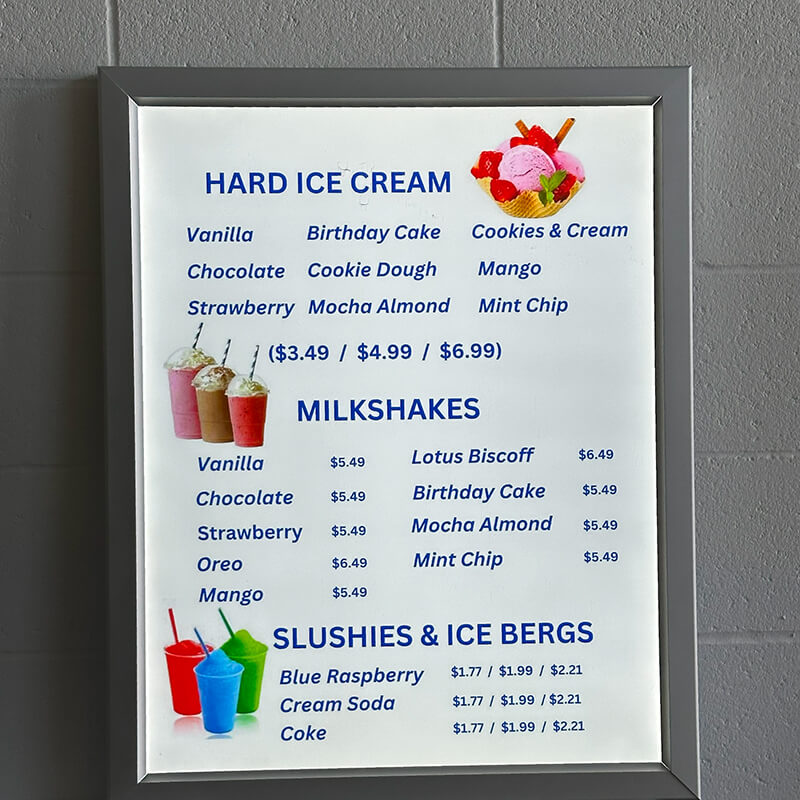 HARD ICE CREAM
Vanilla Birthday Cake Cookies & Cream
Chocolate Cookie Dough Mango
Strawberry Mocha Almond Mint Chip
($3.49 / $4.99 / $6.99)
MILKSHAKES
Vanilla $5.49 Lotus Biscoff $6.49
Chocolate $5.49 Birthday Cake $5.49
Strawberry $5.49 Mocha Almond $5.49
Oreo $6.49 Mint Chip $5.49
Mango $5.49
SLUSHIES & ICE BERGS
Blue Raspberry $1.77 / $1.99 / $2.21
Cream Soda $1.77 / $1.99 / $2.21
Coke $1.77 / $1.99 / $2.21